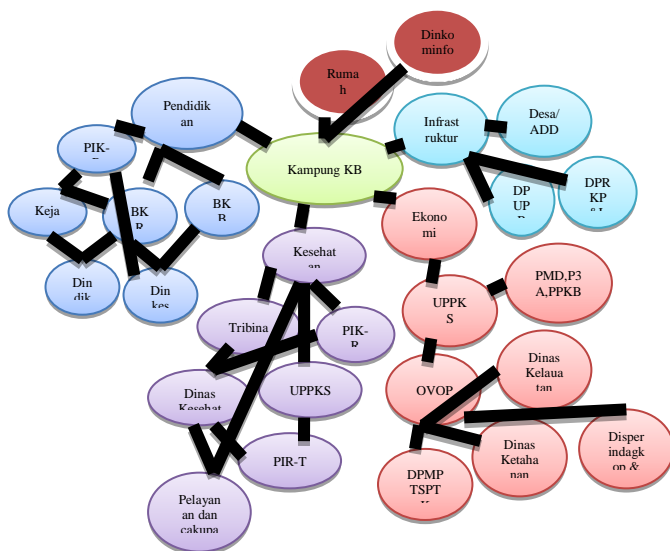 Dinko
minfo
Ruma
h
Pendidik
an
Infrast
ruktur
Desa/
ADD
PIK-
Kampung KB
DP
UP
DPR
KP
Keja
BK
BK
B
Ekono
mi
Kesehat
an
Din
dik
Din
kes
UPPK
S
PMD,P3
A,PPKB
Tribina
PIK-
R
Dinas
Kesehat
UPPKS
OVOP
Dinas
Kelaua
tan
PIR-T
Dinas
Ketaha
nan
Disper
indagk
op &
Pelayan
an dan
cakupa
DPMP
TSPT